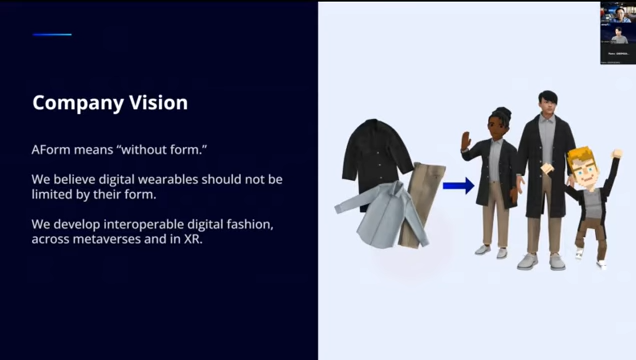 Company Vision
AForm means “without form.”
We believe digital wearables should not be
limited by their form.
We develop interoperable digital fashion,
across metaverses and in XR.